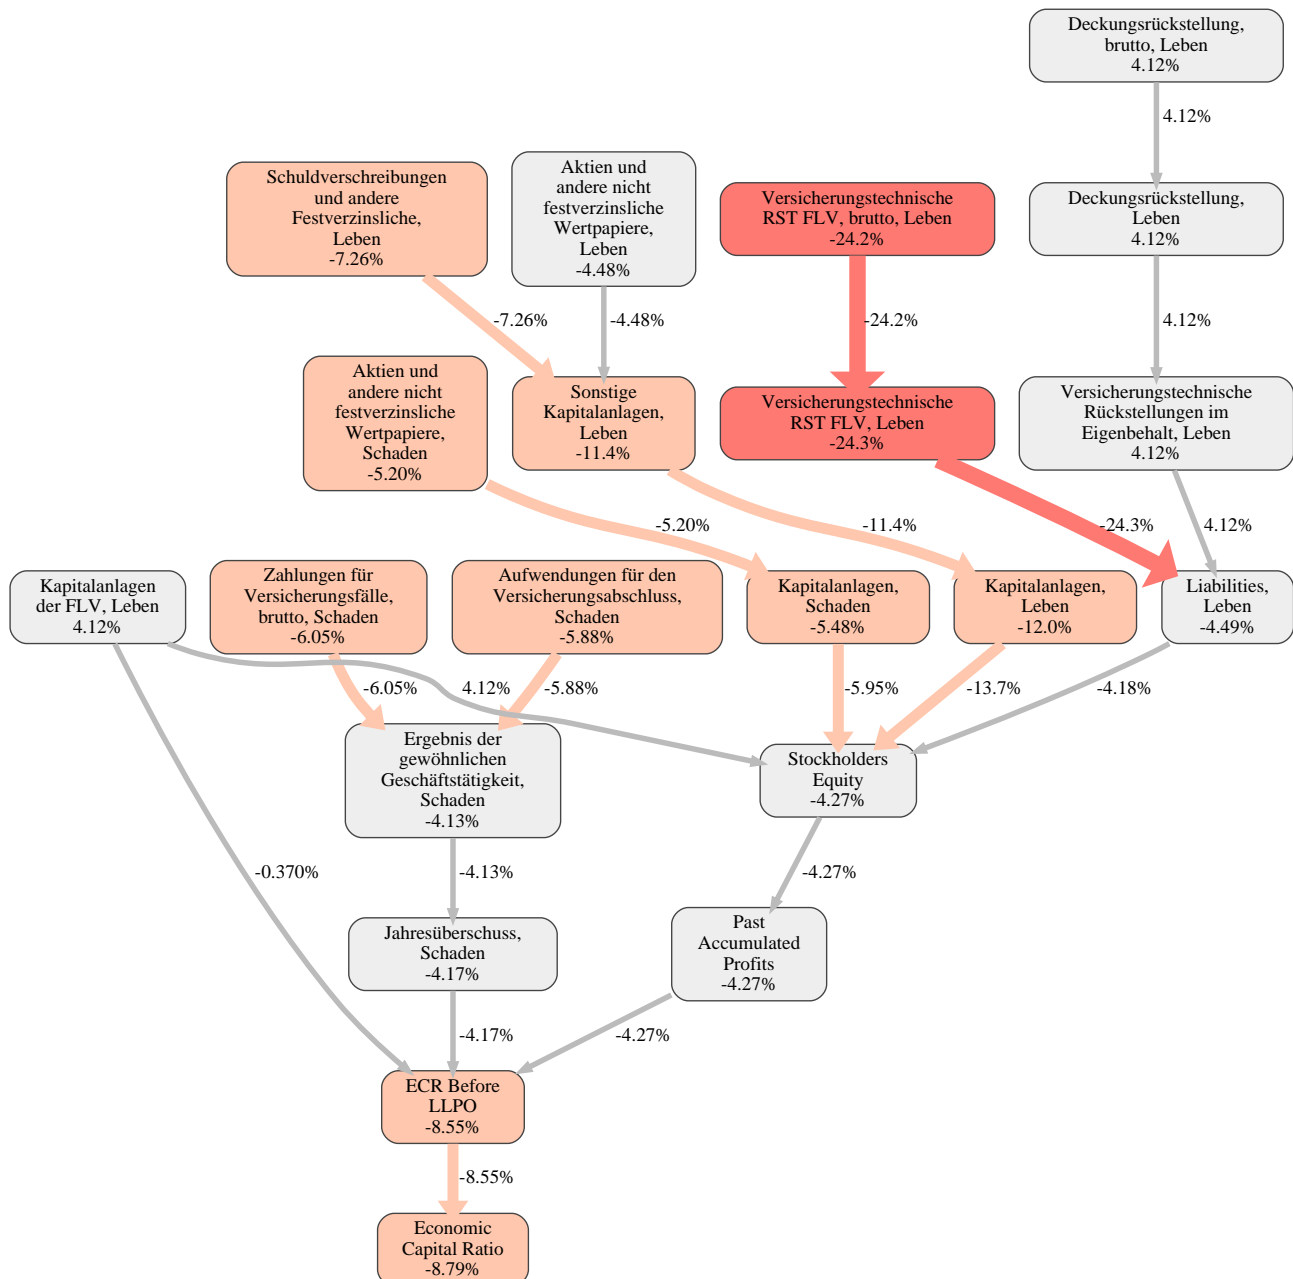 Deckungsrückstellung,
brutto, Leben
4.12%
4.12%
Schuldverschreibungen
und andere
Festverzinsliche,
Leben
-7.26%
Aktien und
andere nicht
festverzinsliche
Wertpapiere,
Leben
-4.48%
Versicherungstechnische
RST FLV, brutto, Leben
-24.2%
Deckungsrückstellung,
Leben
4.12%
-7.26%
-4.48%
-24.2%
4.12%
Aktien und
andere nicht
festverzinsliche
Wertpapiere,
Schaden
-5.20%
Sonstige
Kapitalanlagen,
Leben
-11.4%
Versicherungstechnische
RST FLV, Leben
-24.3%
Versicherungstechnische
Rückstellungen im
Eigenbehalt, Leben
4.12%
-5.20%
-11.4%
-24.3%
4.12%
Kapitalanlagen
der FLV, Leben
4.12%
Zahlungen für
Versicherungsfälle,
brutto, Schaden
-6.05%
Aufwendungen für den
Versicherungsabschluss,
Schaden
-5.88%
Kapitalanlagen,
Schaden
-5.48%
Kapitalanlagen,
Leben
-12.0%
Liabilities,
Leben
-4.49%
-6.05%
4.12%
-5.88%
-5.95%
-13.7%
-4.18%
Ergebnis der
gewöhnlichen
Geschäftstätigkeit,
Schaden
-4.13%
Stockholders
Equity
-4.27%
-0.370%
-4.13%
-4.27%
Jahresüberschuss,
Schaden
-4.17%
Past
Accumulated
Profits
-4.27%
-4.17%
-4.27%
ECR Before
LLPO
-8.55%
-8.55%
Economic
Capital Ratio
-8.79%